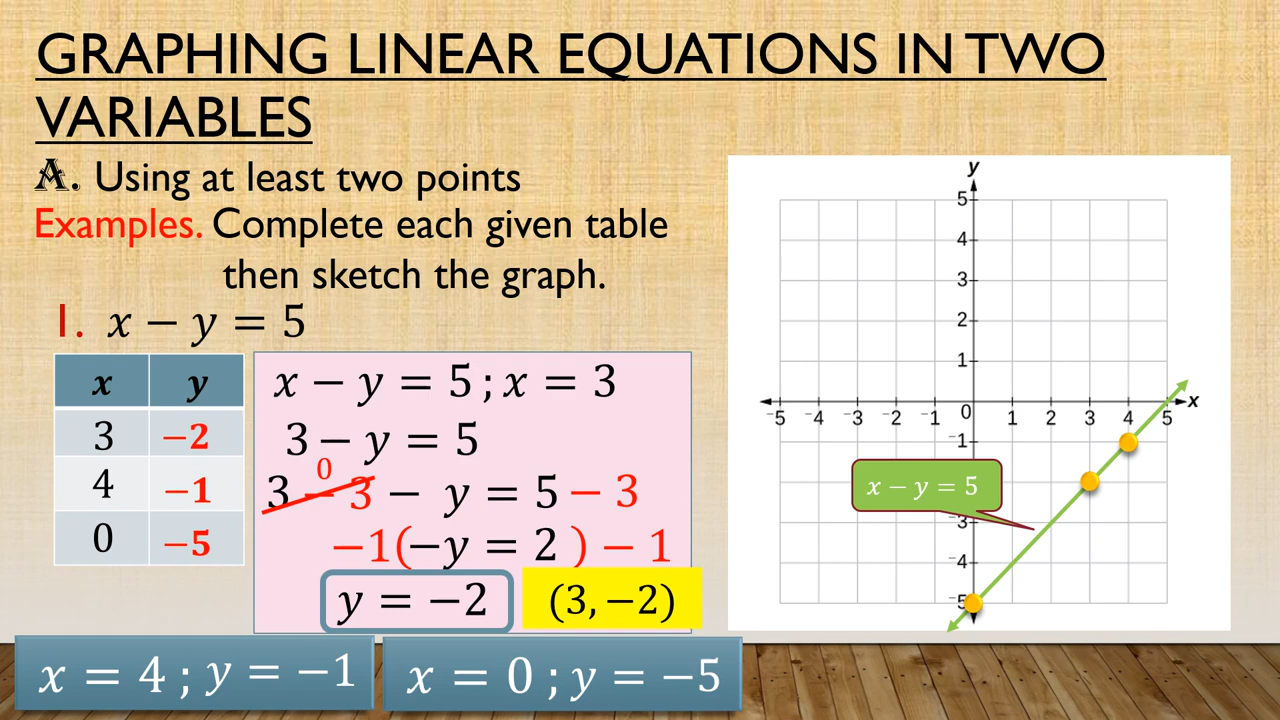 GRAPHING LINEAR EQUATIONS IN TWO
VARIABLES
A. Using at least two points
Examples. Complete each given table
then sketch the graph.
1. x − y = 5
x y
3 −2
4 −1
0 −5
x − y = 5 ; x = 3
3 − y = 5
0
3 − 3 − y = 5 − 3
−1(−y = 2 ) − 1
y = −2
(3, −2)
x = 4 ; y = −1
x = 0 ; y = −5
y
5
4
3
2
1
−5 −4 −3 −2 −1 0 1 2 3 4 5 x
−1
x − y = 5
−3
−4
−5